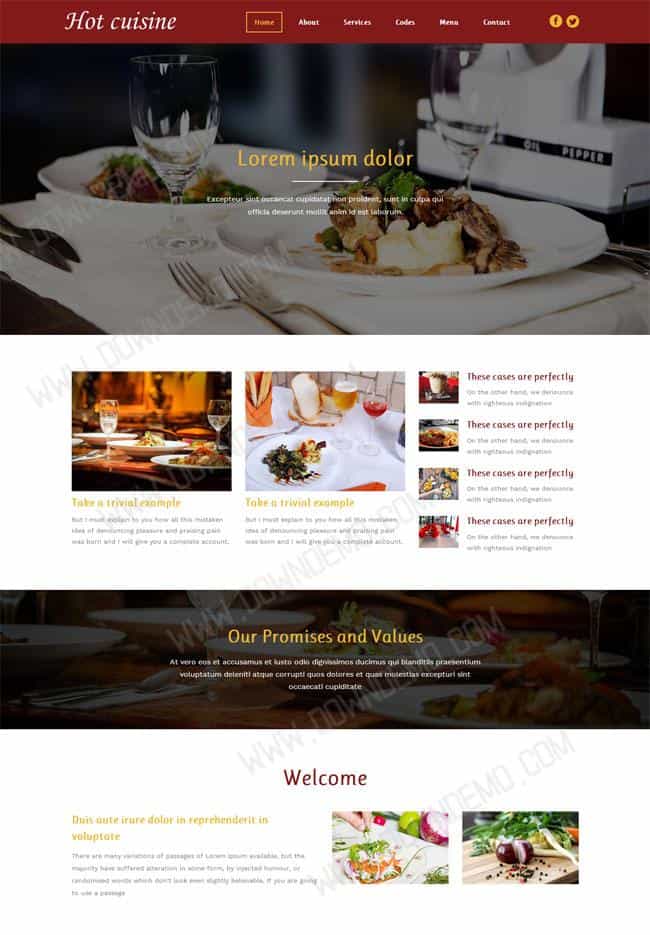 Hot cuisine
Home
About
Services
Codes
Menu
Contact
OIL
PEPPER
Lorem ipsum dolor
Excepteur sint occaecat cupidatat non proident, sunt in culpa qui
officia deserunt mollit anim id est laborum.
Take a trivial example
But I must explain to you how all this mistaken
idea of denouncing pleasure and praising pain
was born and I will give you a complete account.
Take a trivial example
But I must explain to you how all this mistaken
idea of denouncing pleasure and praising pain
was born and I will give you a complete account.
These cases are perfectly
On the other hand, we denounce
with righteous indignation
These cases are perfectly
On the other hand, we denounce
with righteous indignation
These cases are perfectly
On the other hand, we denounce
with righteous indignation
These cases are perfectly
On the other hand, we denounce
with righteous indignation
Our Promises and Values
At vero eos et accusamus et iusto odio dignissimos ducimus qui blanditiis praesentium
voluptatum deleniti atque corrupti quos dolores et quas molestias excepturi sint
occaecati cupiditate
Welcome
Duis aute irure dolor in reprehenderit in
voluptate
There are many variations of passages of Lorem Ipsum available, but the
majority have suffered alteration in some form, by injected humour, or
randomised words which don't look even slightly believable. If you are going
to use a passage
WWW.DOWNDEMO.COM
WWW.DOWNDEMO.COM
WWW.DOWNDEMO.COM